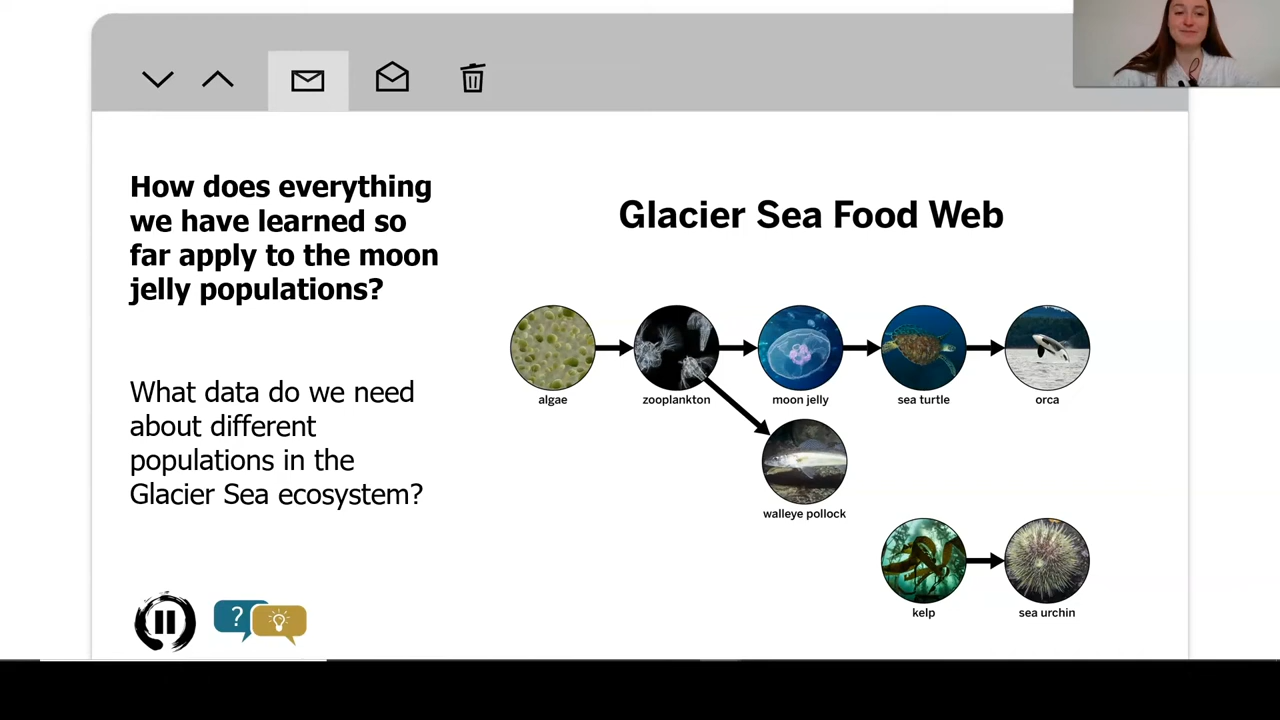 How does everything
we have learned so
far apply to the moon
jelly populations?
What data do we need
about different
populations in the
Glacier Sea ecosystem?
?
Glacier Sea Food Web
algae
zooplankton
moon jelly
sea turtle
orca
walleye pollock
kelp
sea urchin